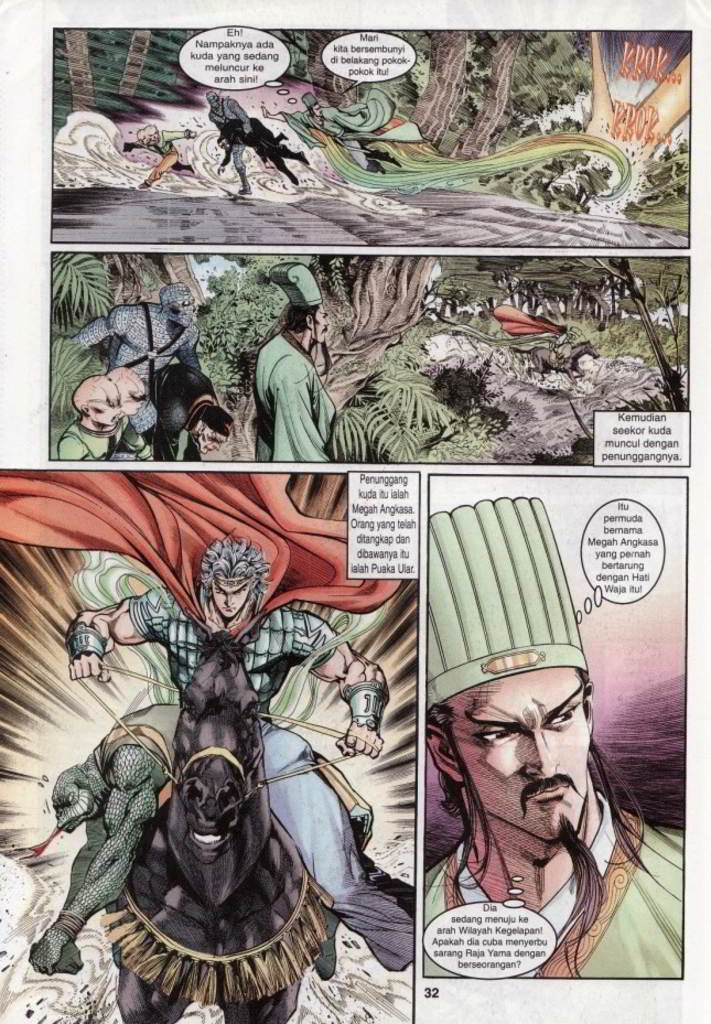 Eh!
Nampaknya ada
kuda yang sedang
meluncur ke
arah sini!
Mari
kita bersembunyi
di belakang pokok-
pokok itu!
KROK...
KROK...
Kemudian
seekor kuda
muncul dengan
penunggangnya.
Penunggang
kuda itu ialah
Megah Angkasa.
Orang yang telah
ditangkap dan
dibawanya itu
ialah Puaka Ular.
Itu
permuda
bernama
Megah Angkasa
yang pernah
bertarung
dengan Hati
Waja itu!
Dia
sedang menuju ke
arah Wilayah Kegelapan!
Apakah dia cuba menyerbu
sarang Raja Yama dengan
berseorangan?
32